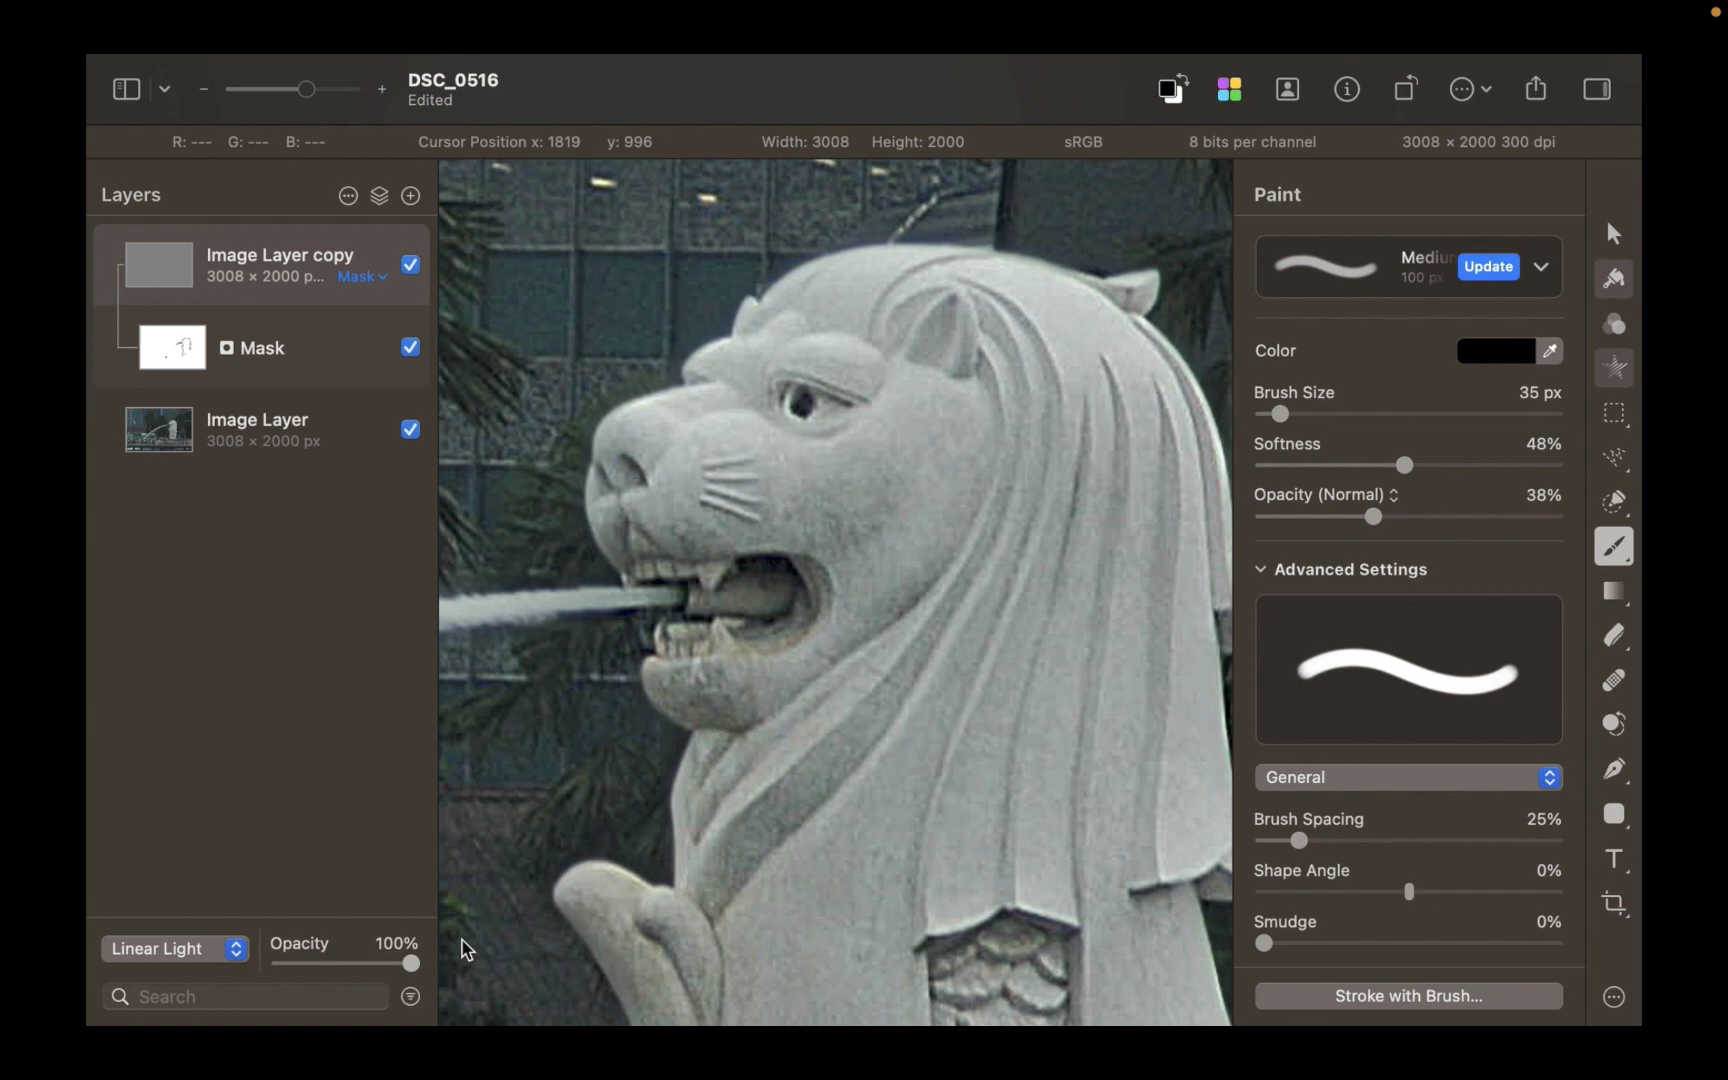 DSC_0516
Edited
R: --- G: --- B: --- Cursor Position x: 1819 y: 996 Width: 3008 Height: 2000 sRGB 8 bits per channel 3008 × 2000 300 dpi
Layers
Image Layer copy
3008 × 2000 p... Mask
Mask
Image Layer
3008 × 2000 px
Linear Light
Opacity 100%
Search
Paint
Mediu
100 px
Update
Color
Brush Size 35 px
Softness 48%
Opacity (Normal) 38%
Advanced Settings
General
Brush Spacing 25%
Shape Angle 0%
Smudge 0%
Stroke with Brush...